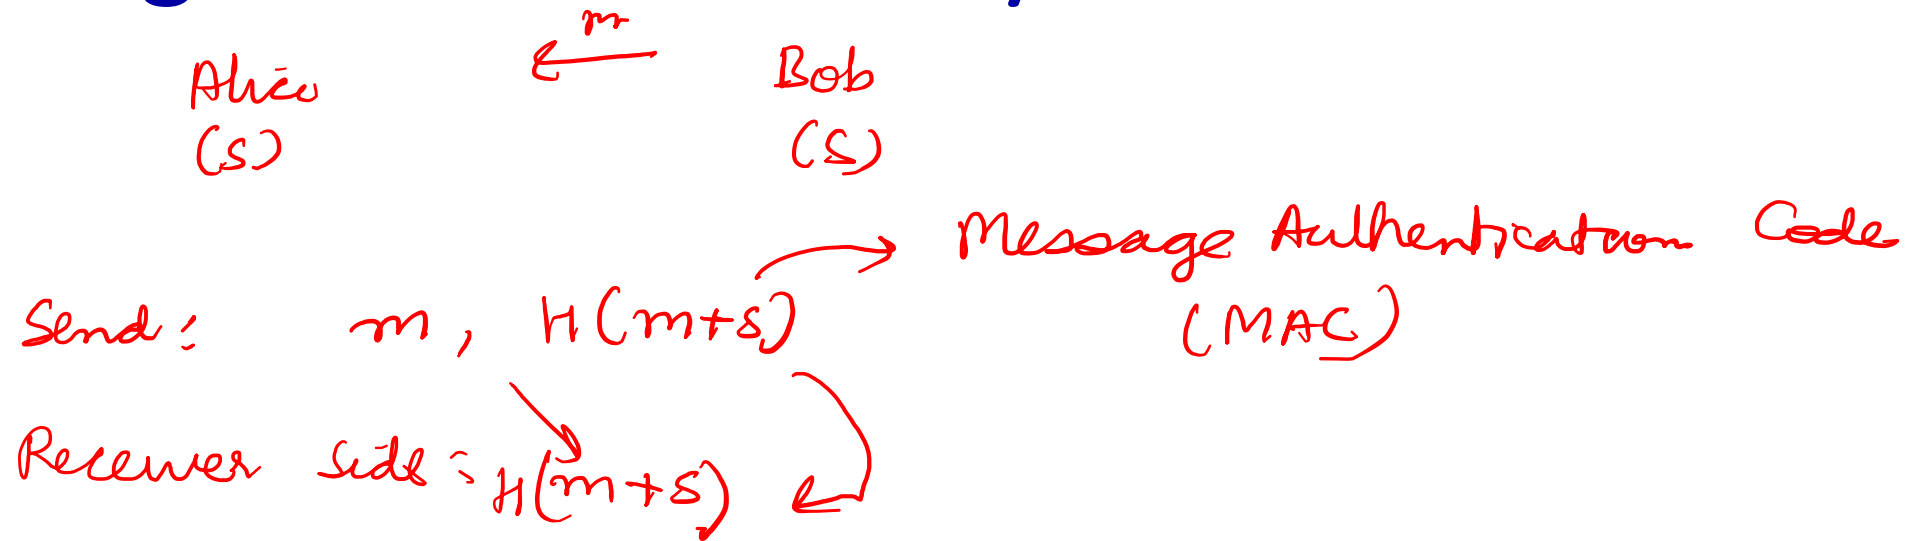 m
Alice Bob
(s) (s)
Message Authentication Code
Send: m, H(m+s) (MAC)
Receiver side: H(m+s)